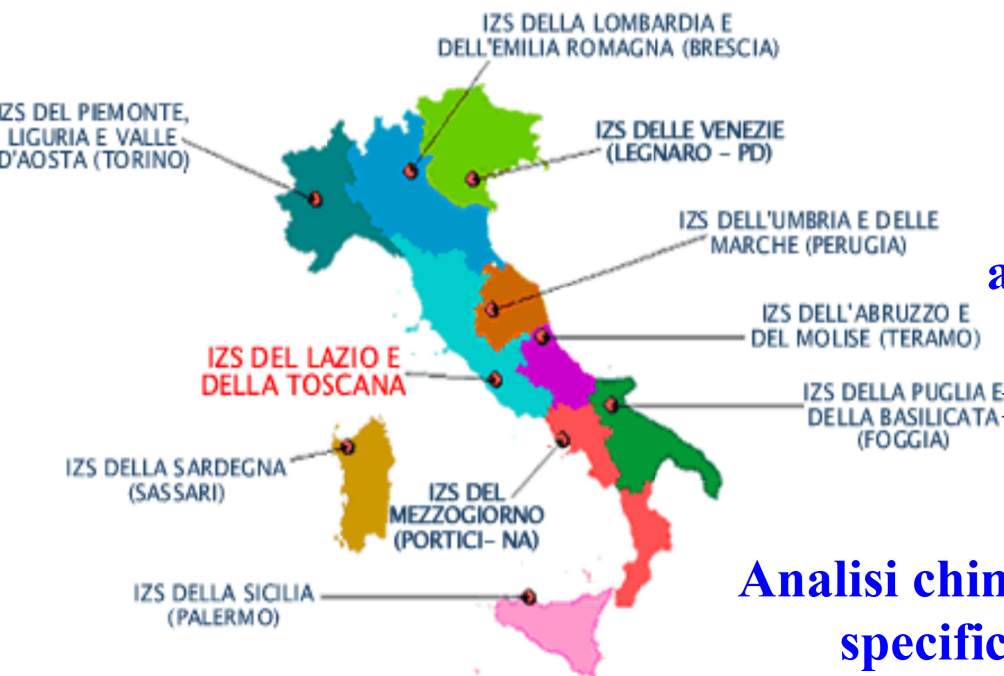 IZS DELLA LOMBARDIA E
DELL'EMILIA ROMAGNA (BRESCIA)
IZS DEL PIEMONTE,
LIGURIA E VALLE
D'AOSTA (TORINO)
IZS DELLE VENEZIE
(LEGNARO - PD)
IZS DELL'UMBRIA E DELLE
MARCHE (PERUGIA)
a
IZS DELL'ABRUZZO E
DEL MOLISE (TERAMO)
IZS DEL LAZIO E
DELLA TOSCANA
IZS DELLA PUGLIA E
DELLA BASILICATA
(FOGGIA)
IZS DELLA SARDEGNA
(SASSARI)
IZS DEL
MEZZOGIORNO
(PORTICI- NA)
IZS DELLA SICILIA
(PALERMO)
Analisi chim
specific